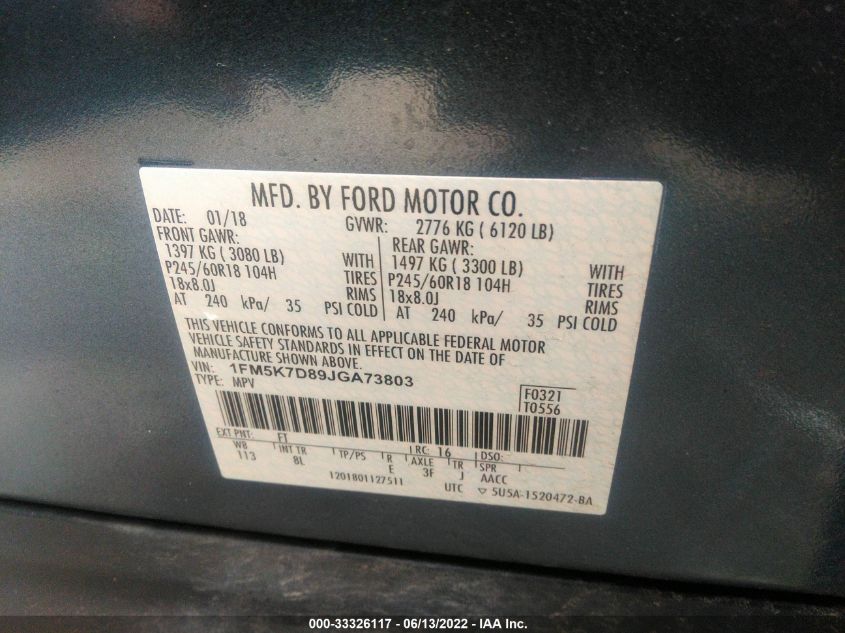 MFD. BY FORD MOTOR CO.
DATE: 01/18 GVWR: 2776 KG ( 6120 LB)
FRONT GAWR: REAR GAWR:
1397 KG ( 3080 LB) WITH 1497 KG ( 3300 LB) WITH
P245/60R18 104H TIRES P245/60R18 104H TIRES
18x8.0J RIMS 18x8.0J RIMS
AT 240 kPa/ 35 PSI COLD AT 240 kPa/ 35 PSI COLD
THIS VEHICLE CONFORMS TO ALL APPLICABLE FEDERAL MOTOR
VEHICLE SAFETY STANDARDS IN EFFECT ON THE DATE OF
MANUFACTURE SHOWN ABOVE.
VIN: 1FM5K7D89JGA73803
TYPE: MPV
F0321
T0556
EXT PNT: FT RC: 16 DSO:
WB INT TR TP/PS R AXLE TR SPR
113 8L E 3F J AACC
1201801127511 UTC ▽ 5U5A-1520472-BA
000-33326117 - 06/13/2022 - IAA Inc.